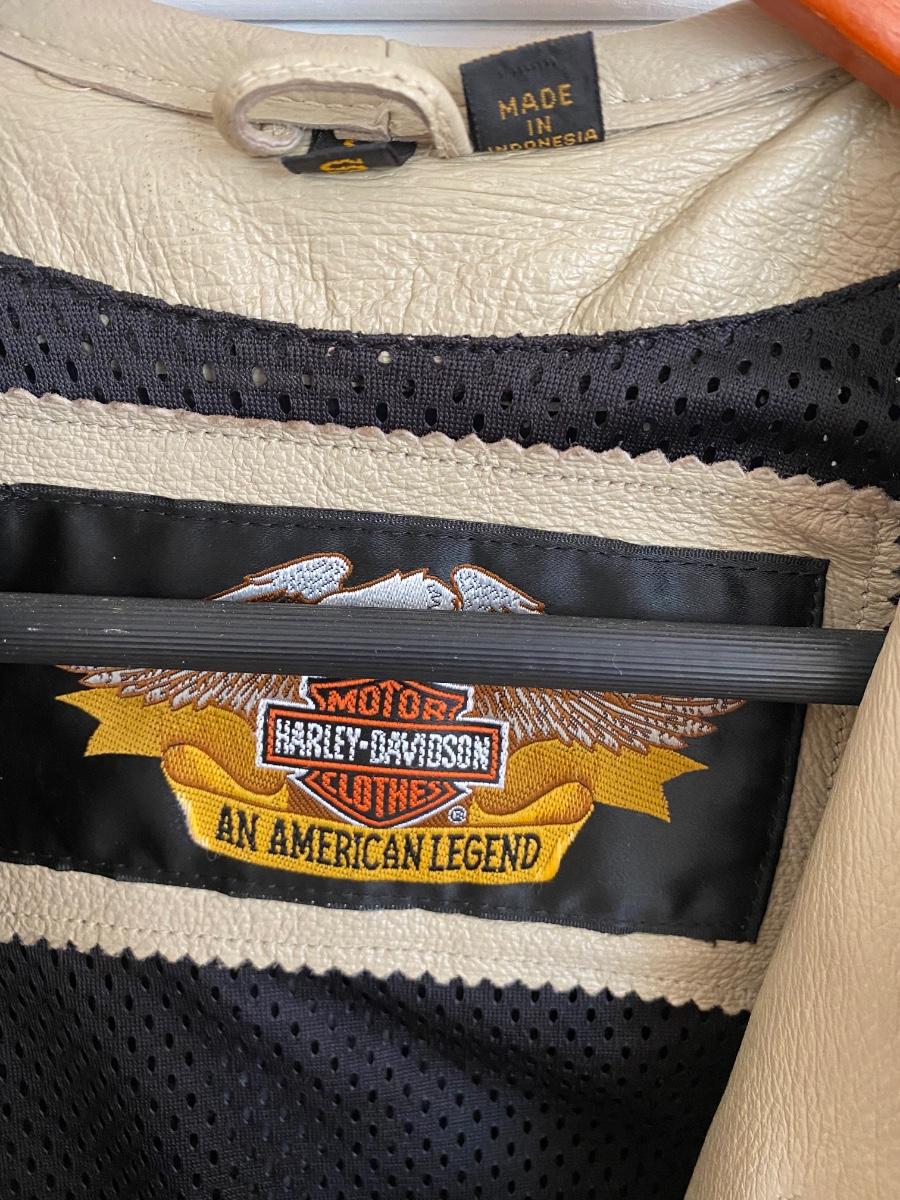 MADE
IN
INDONESIA
S
MOTOR
HARLEY-DAVIDSON
CLOTHES
®
AN AMERICAN LEGEND